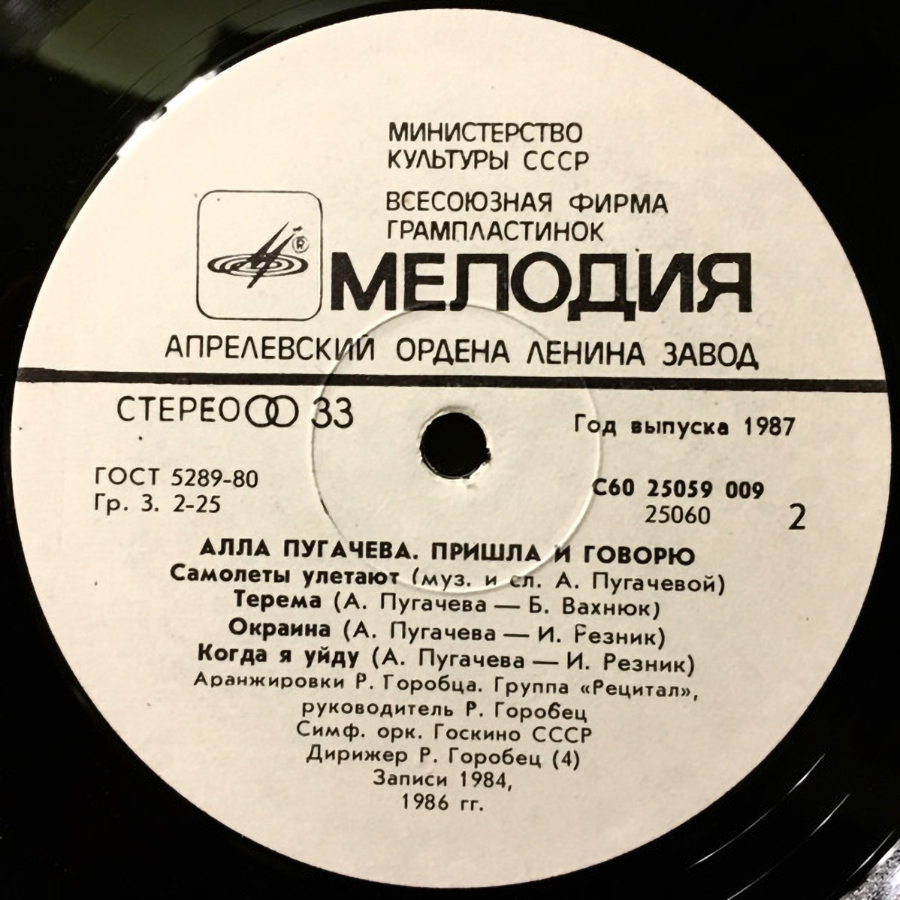 МИНИСТЕРСТВО
КУЛЬТУРЫ СССР
ВСЕСОЮЗНАЯ ФИРМА
ГРАМПЛАСТИНОК
®
МЕЛОДИЯ
АПРЕЛЕВСКИЙ ОРДЕНА ЛЕНИНА ЗАВОД
СТЕРЕО 33
Год выпуска 1987
ГОСТ 5289-80
Гр. 3. 2-25
С60 25059 009
25060
2
АЛЛА ПУГАЧЕВА. ПРИШЛА И ГОВОРЮ
Самолеты улетают (муз. и сл. А. Пугачевой)
Терема (А. Пугачева — Б. Вахнюк)
Окраина (А. Пугачева — И. Резник)
Когда я уйду (А. Пугачева — И. Резник)
Аранжировки Р. Горобца. Группа «Рецитал»,
руководитель Р. Горобец
Симф. орк. Госкино СССР
Дирижер Р. Горобец (4)
Записи 1984,
1986 гг.